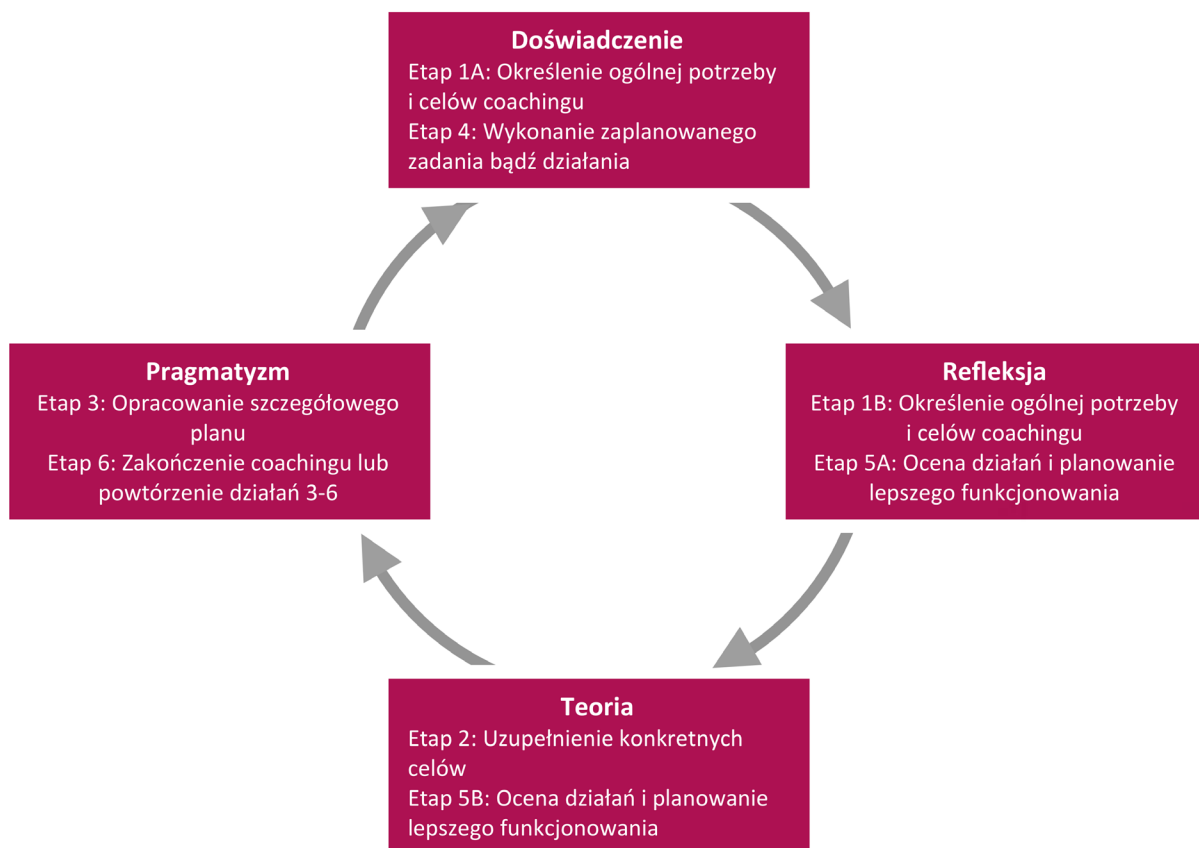 Doświadczenie
Etap 1A: Określenie ogólnej potrzeby
i celów coachingu
Etap 4: Wykonanie zaplanowanego
zadania bądź działania
Pragmatyzm
Etap 3: Opracowanie szczegółowego
planu
Etap 6: Zakończenie coachingu lub
powtórzenie działań 3-6
Refleksja
Etap 1B: Określenie ogólnej potrzeby
i celów coachingu
Etap 5A: Ocena działań i planowanie
lepszego funkcjonowania
Teoria
Etap 2: Uzupełnienie konkretnych
celów
Etap 5B: Ocena działań i planowanie
lepszego funkcjonowania